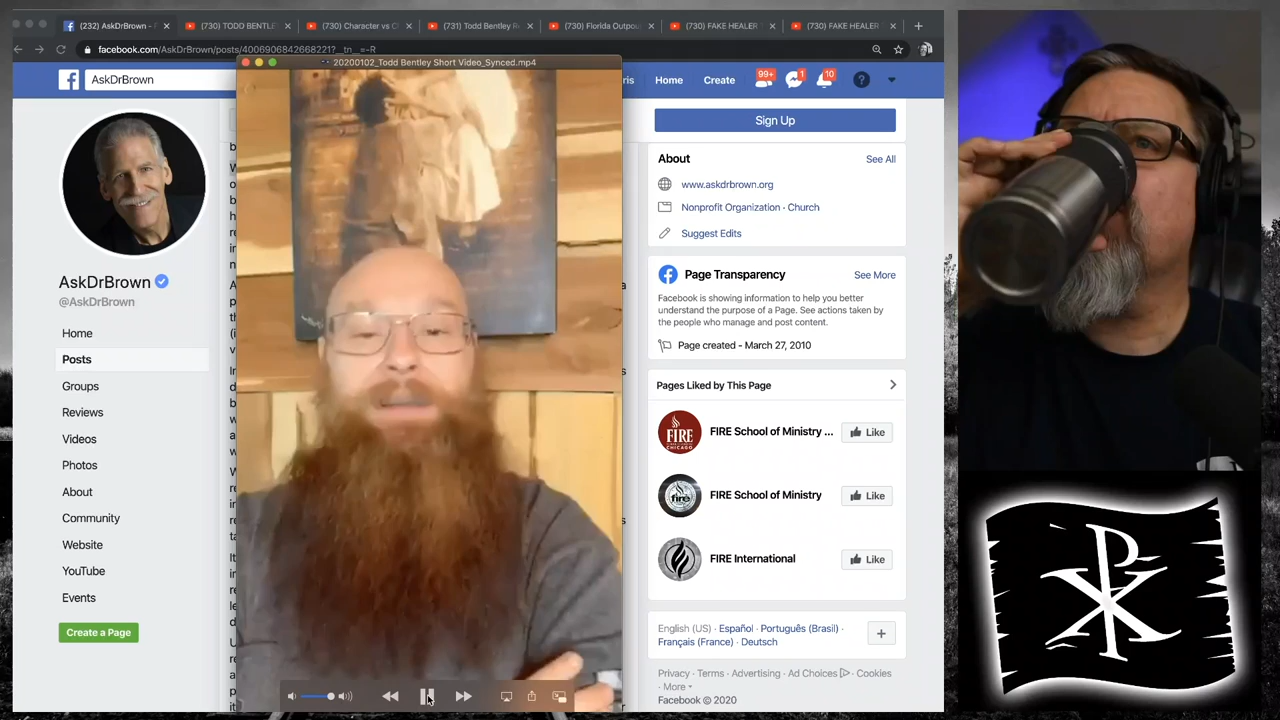 (232) AskDrBrown - F
(730) TODD BENTLE
(730) Character vs C
(731) Todd Bentley R
(730) Florida Outpou
(730) FAKE HEALER
(730) FAKE HEALER
facebook.com/AskDrBrown/posts/4006906842668221?__tn__=-R
20200102_Todd Bentley Short Video_Synced.mp4
AskDrBrown
ris
Home
Create
99+
1
10
Sign Up
About
See All
www.askdrbrown.org
Nonprofit Organization · Church
Suggest Edits
Page Transparency
See More
Facebook is showing information to help you better
understand the purpose of a Page. See actions taken by
the people who manage and post content.
Page created - March 27, 2010
Pages Liked by This Page
FIRE
FIRE School of Ministry ...
Like
fire
FIRE School of Ministry
Like
FIRE International
Like
English (US) · Español · Português (Brasil) ·
Français (France) · Deutsch
Privacy · Terms · Advertising · Ad Choices · Cookies
· More
Facebook © 2020
AskDrBrown
@AskDrBrown
Home
Posts
Groups
Reviews
Videos
Photos
About
Community
Website
YouTube
Events
Create a Page